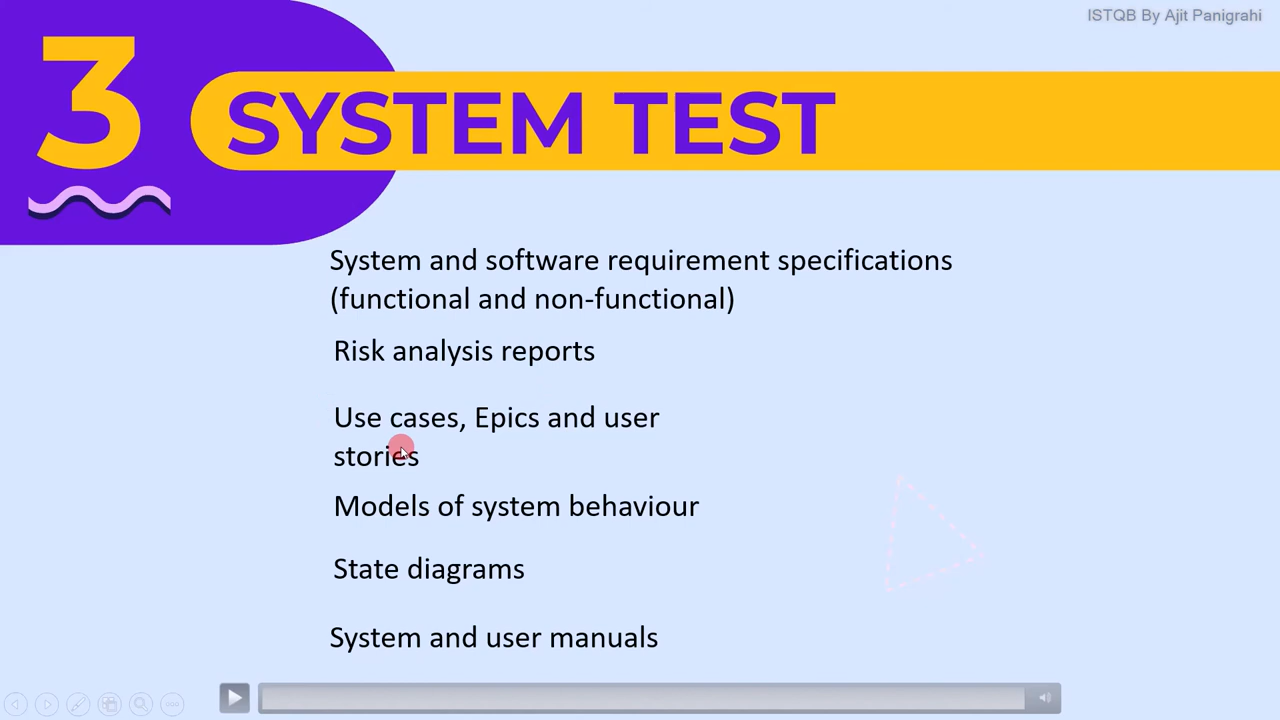 ISTQB By Ajit Panigrahi
3
SYSTEM TEST
System and software requirement specifications
(functional and non-functional)
Risk analysis reports
Use cases, Epics and user
stories
Models of system behaviour
State diagrams
System and user manuals